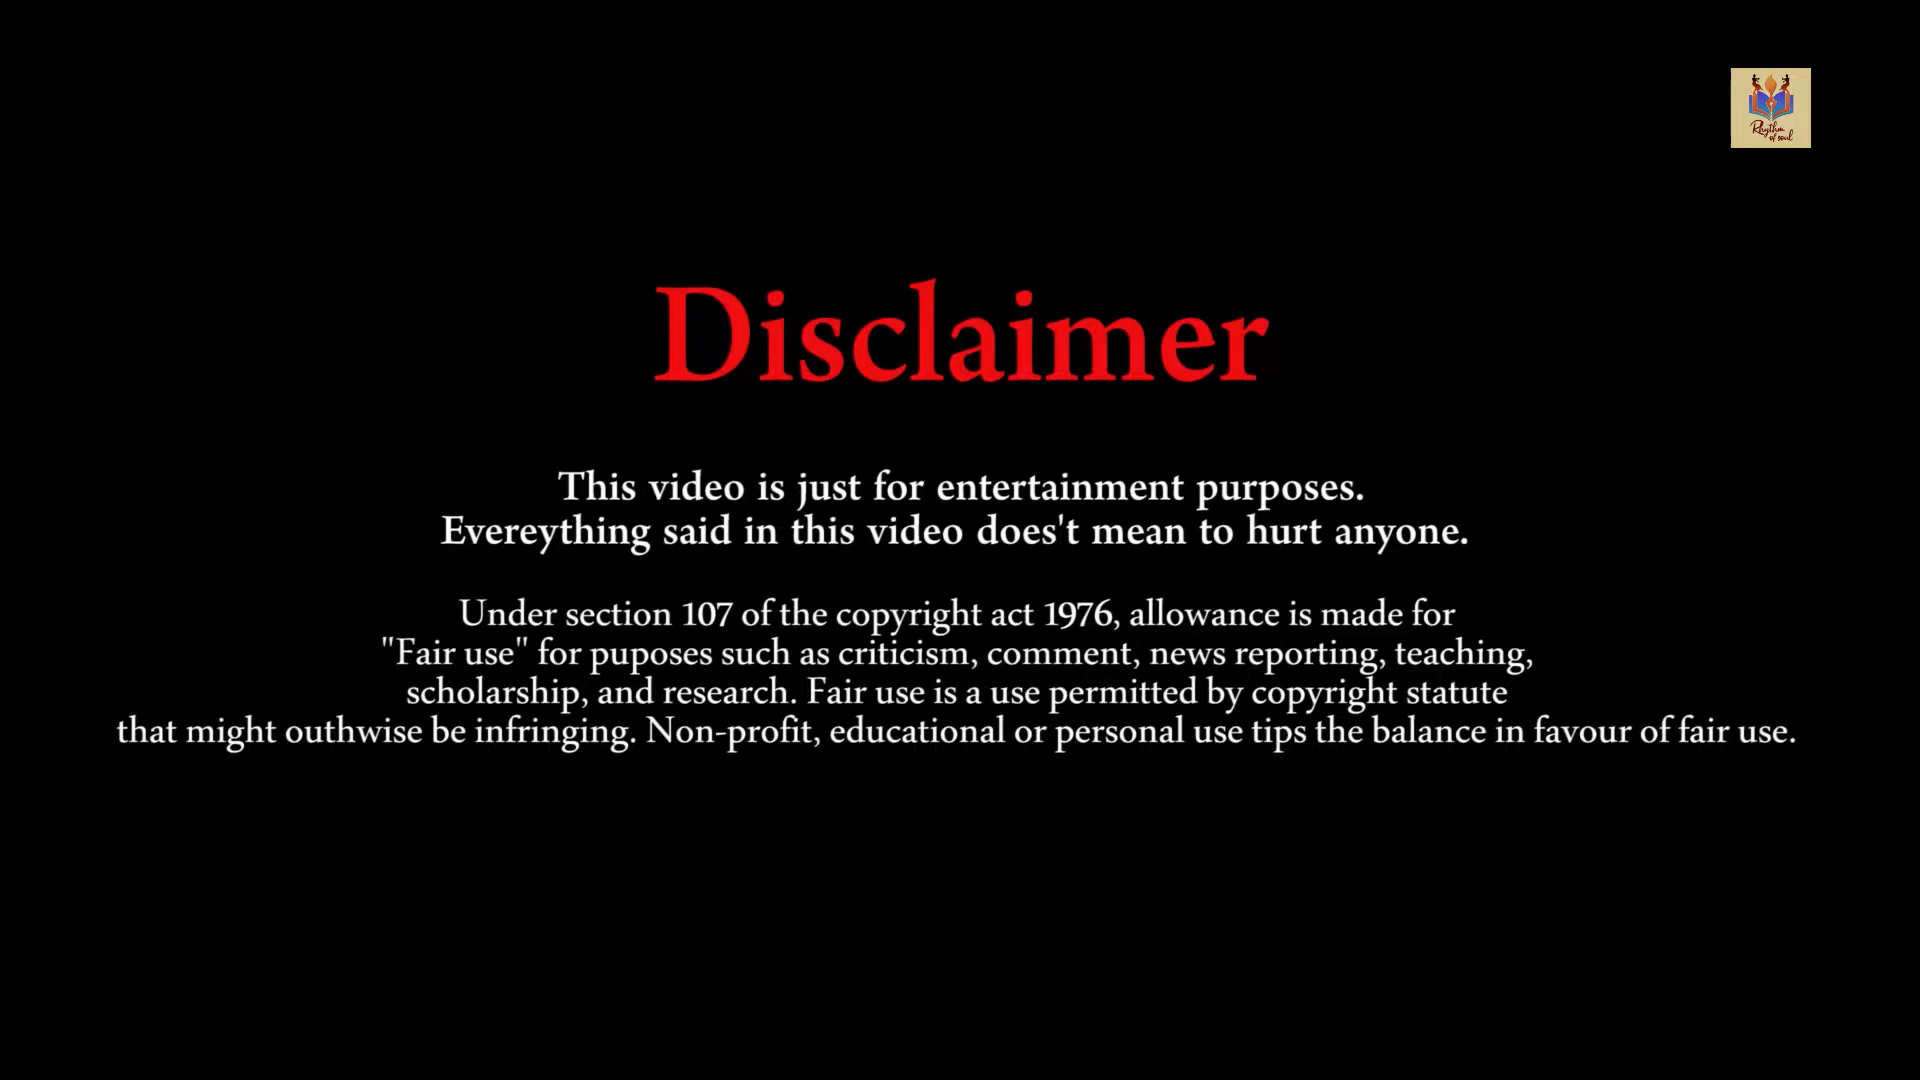 Rhythm
of soul
Disclaimer
This video is just for entertainment purposes.
Evereything said in this video does't mean to hurt anyone.
Under section 107 of the copyright act 1976, allowance is made for
"Fair use" for puposes such as criticism, comment, news reporting, teaching,
scholarship, and research. Fair use is a use permitted by copyright statute
that might outhwise be infringing. Non-profit, educational or personal use tips the balance in favour of fair use.